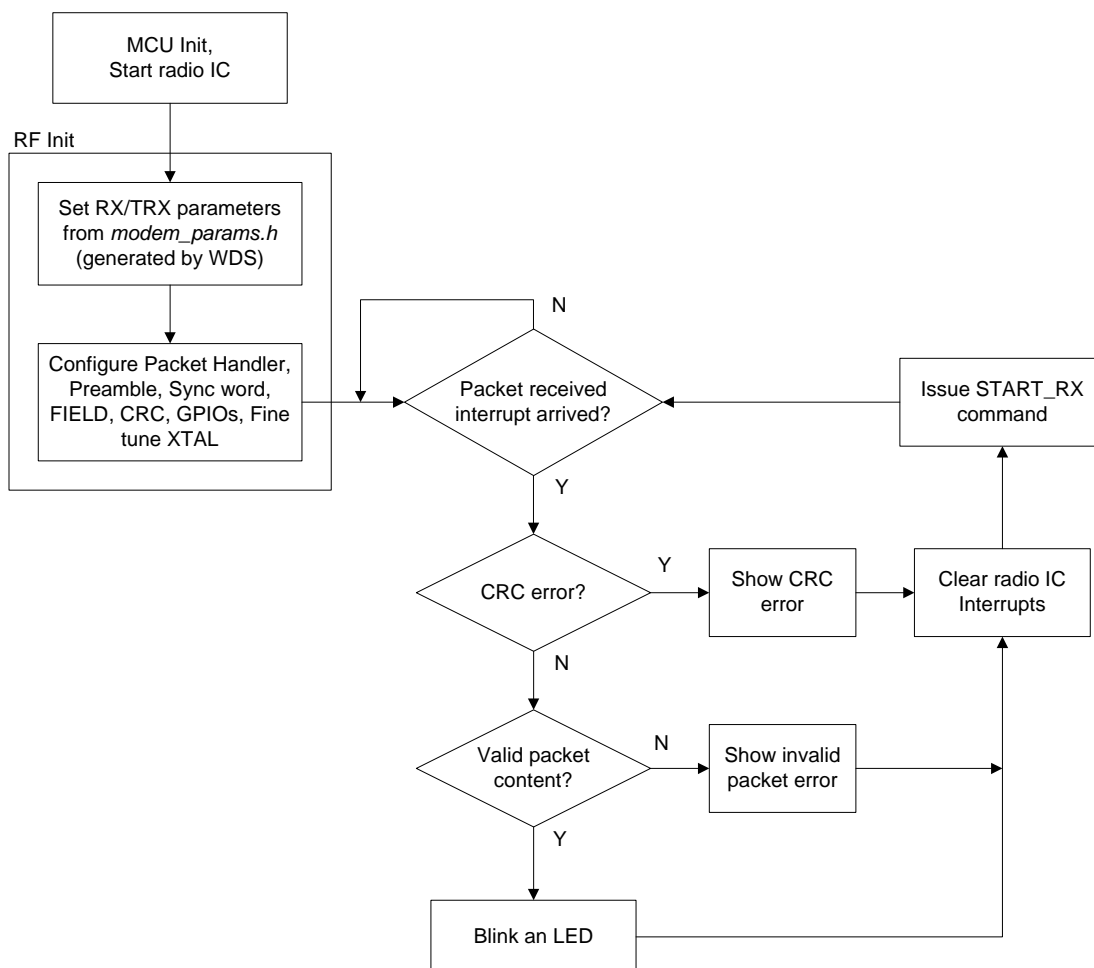 MCU Init,
Start radio IC
RF Init
Set RX/TRX parameters
from modem_params.h
(generated by WDS)
Configure Packet Handler,
Preamble, Sync word,
FIELD, CRC, GPIOs, Fine
tune XTAL
N
Packet received
interrupt arrived?
Y
Issue START_RX
command
CRC error?
Y
Show CRC
error
Clear radio IC
Interrupts
N
Valid packet
content?
N
Show invalid
packet error
Y
Blink an LED